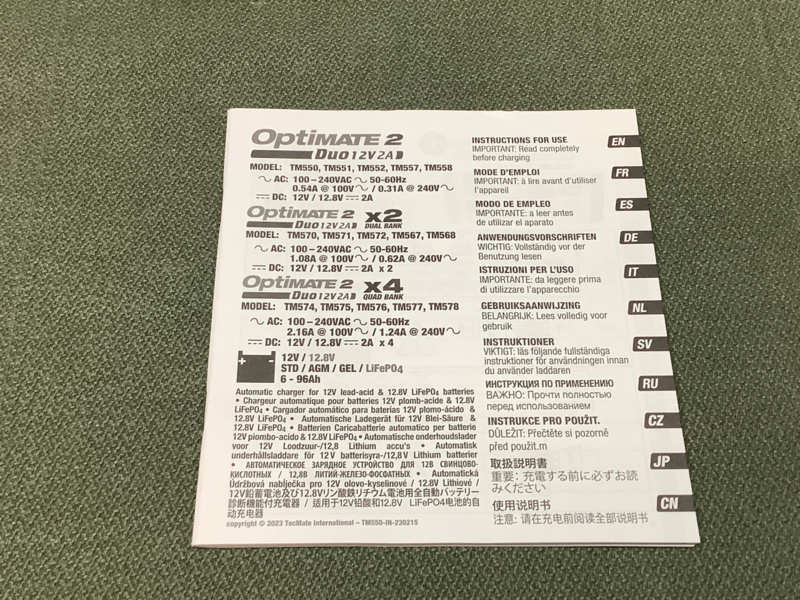 OptiMATE 2
Duo 12V2A
MODEL: TM550, TM551, TM552, TM557, TM558
AC: 100 – 240VAC 50-60Hz
0.54A @ 100V / 0.31A @ 240V
DC: 12V / 12.8V 2A
OptiMATE 2 x2
Duo 12V2A DUAL BANK
MODEL: TM570, TM571, TM572, TM567, TM568
AC: 100 – 240VAC 50-60Hz
1.08A @ 100V / 0.62A @ 240V
DC: 12V / 12.8V 2A x 2
OptiMATE 2 x4
Duo 12V2A QUAD BANK
MODEL: TM574, TM575, TM576, TM577, TM578
AC: 100 – 240VAC 50-60Hz
2.16A @ 100V / 1.24A @ 240V
DC: 12V / 12.8V 2A x 4
12V / 12.8V
STD / AGM / GEL / LiFePO4
6 - 96Ah
Automatic charger for 12V lead-acid & 12.8V LiFePO4 batteries
• Chargeur automatique pour batteries 12V plomb-acide & 12.8V
LiFePO4 • Cargador automático para baterias 12V plomo-ácido &
12.8V LiFePO4 • Automatische Ladegerät für 12V Blei-Säure &
12.8V LiFePO4 • Batterien Caricabatterie automatico per batterie
12V piombo-acido & 12.8V LiFePO4 • Automatische onderhoudslader
voor 12V Loodzuur-/12,8 Lithium accu's • Automatisk
underhållsladdare för 12 V batterisyra-/12,8 V Lithium batterier
• АВТОМАТИЧЕСКОЕ ЗАРЯДНОЕ УСТРОЙСТВО ДЛЯ 12В СВИНЦОВО-
КИСЛОТНЫХ / 12,8В ЛИТИЙ-ЖЕЛЕЗО-ФОСФАТНЫХ • Automatická
Údržbová nabíječka pro 12V olovo-kyselinové / 12.8V Lithiové /
12V鉛蓄電池及び12.8Vリン酸鉄リチウム電池用全自動バッテリー
診断機能付充電器 / 适用于12V铅酸和12.8V LiFePO4电池的自
动充电器
copyright © 2023 TecMate International – TM550-IN-230215
INSTRUCTIONS FOR USE EN
IMPORTANT: Read completely
before charging
MODE D'EMPLOI FR
IMPORTANT: à lire avant d'utiliser
l'appareil
MODO DE EMPLEO ES
IMPORTANTE: a leer antes
de utilizar el aparato
ANWENDUNGSVORSCHRIFTEN DE
WICHTIG: Vollständig vor der
Benutzung lesen
ISTRUZIONI PER L'USO IT
IMPORTANTE: da leggere prima
di utilizzare l'apparecchio
GEBRUIKSAANWIJZING NL
BELANGRIJK: Lees volledig voor
gebruik
INSTRUKTIONER SV
VIKTIGT: läs följande fullständiga
instruktioner för användningen innan
du använder laddaren
ИНСТРУКЦИЯ ПО ПРИМЕНЕНИЮ RU
ВАЖНО: Прочти полностью
перед использованием
INSTRUKCE PRO POUŽIT. CZ
DŮLEŽIT: Přečtěte si pozorně
před použit.m
取扱説明書 JP
重要: 充電する前に必ずお読
みください
使用说明书 CN
注意: 请在充电前阅读全部说明书